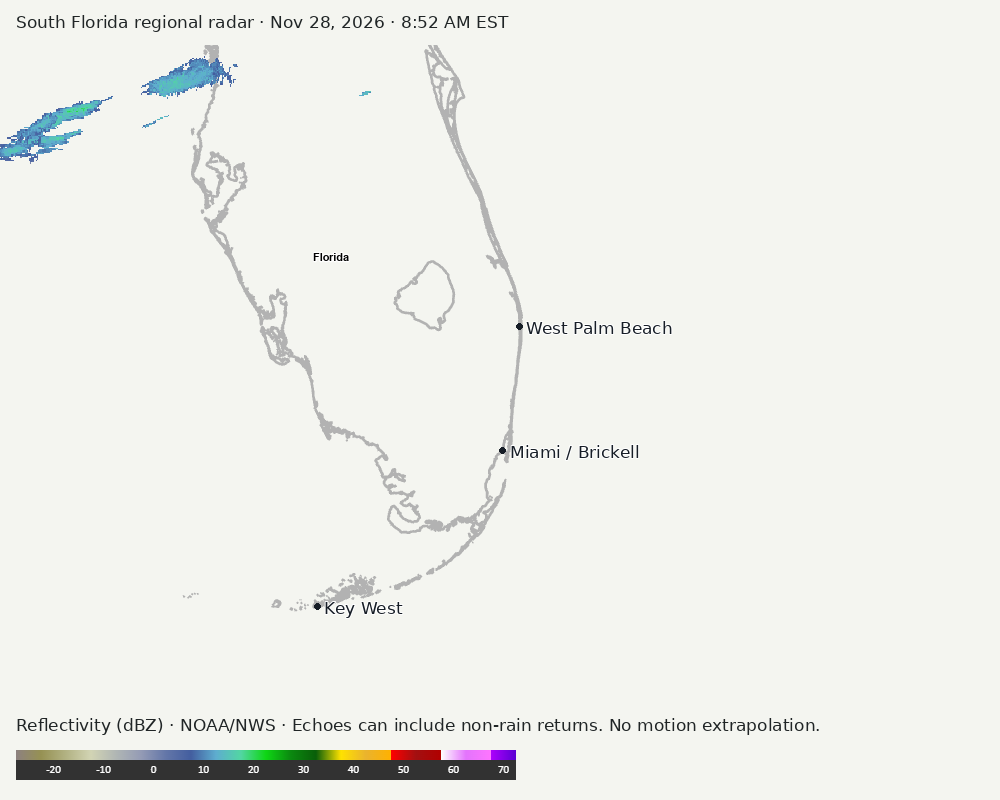 South Florida regional radar · Nov 28, 2026 · 8:52 AM EST
Florida
West Palm Beach
Miami / Brickell
Key West
Reflectivity (dBZ) · NOAA/NWS · Echoes can include non-rain returns. No motion extrapolation.
-20 -10 0 10 20 30 40 50 60 70